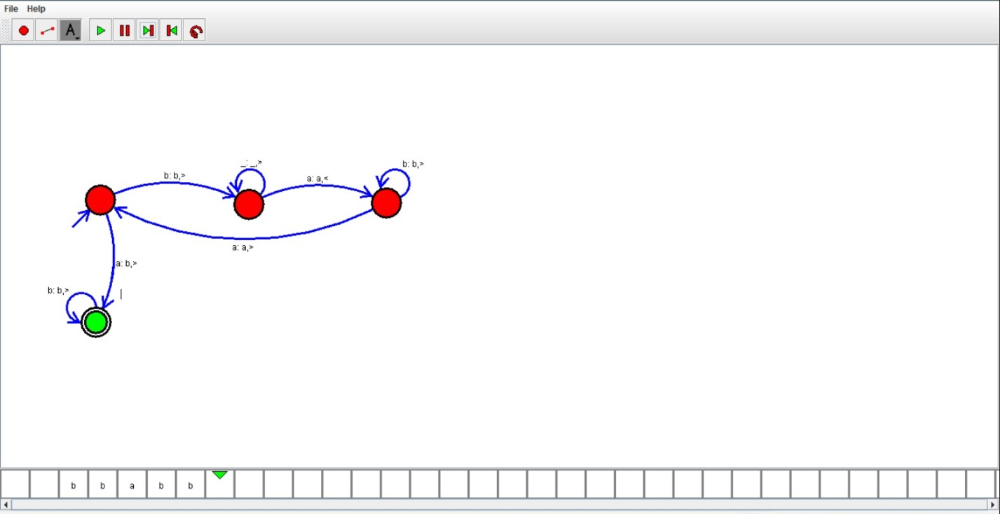 File Help
A
_: _,>
b: b,>
b: b,>
a: a,<
a: a,>
a: b,>
b: b,>
b b a b b